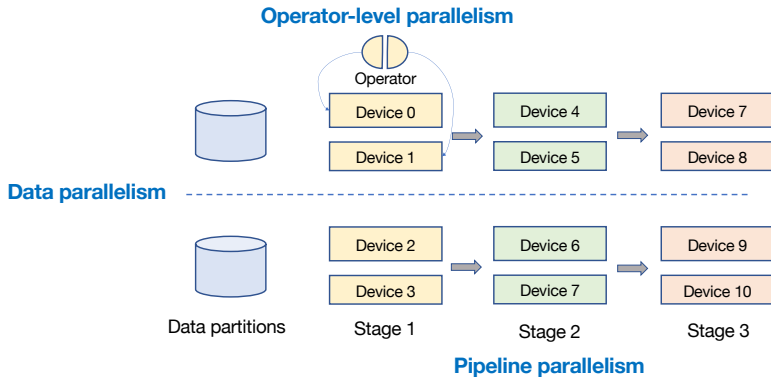 Operator-level parallelism
Operator
Device 0
Device 4
Device 7
Device 1
Device 5
Device 8
Data parallelism
Device 2
Device 6
Device 9
Device 3
Device 7
Device 10
Data partitions
Stage 1
Stage 2
Stage 3
Pipeline parallelism